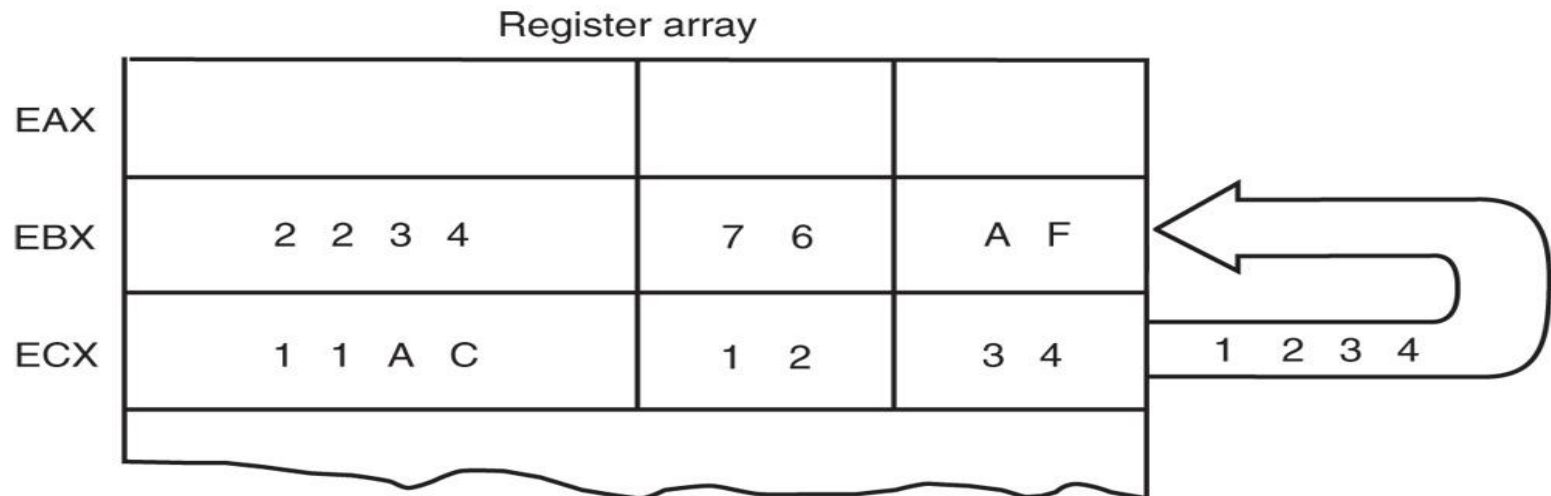 Register array
EAX
EBX 2 2 3 4 7 6 A F
ECX 1 1 A C 1 2 3 4 1 2 3 4